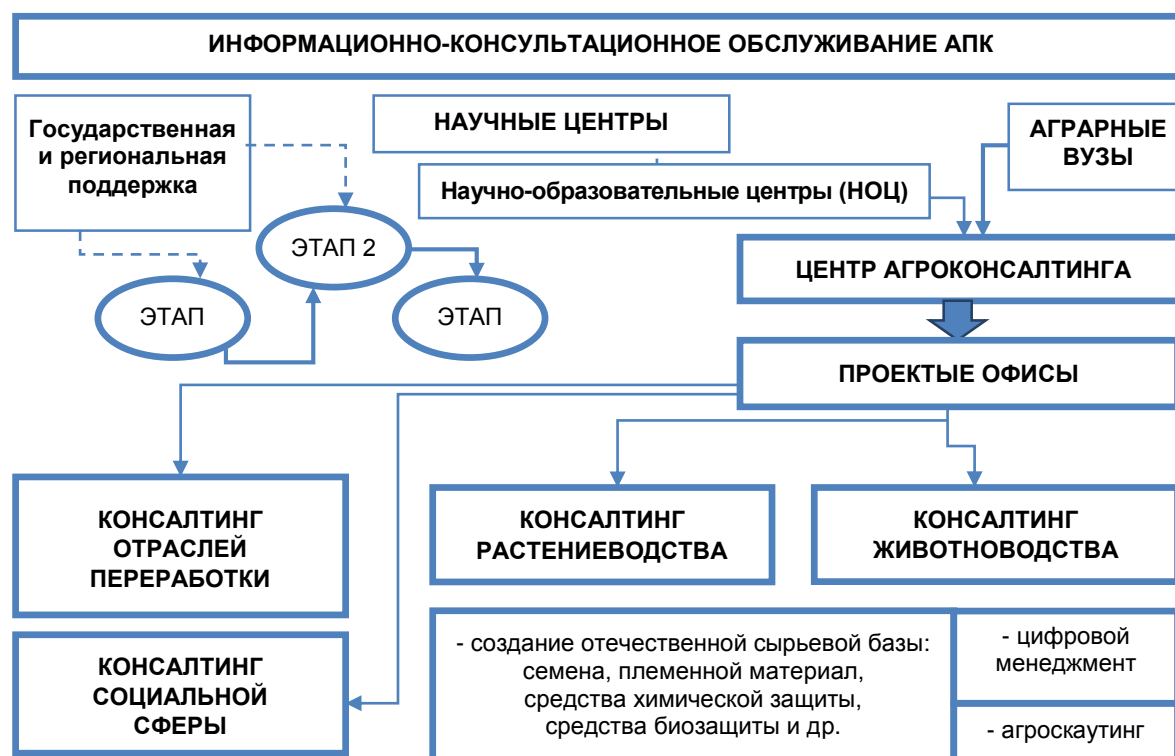 ИНФОРМАЦИОННО-КОНСУЛЬТАЦИОННОЕ ОБСЛУЖИВАНИЕ АПК
Государственная
и региональная
поддержка
НАУЧНЫЕ ЦЕНТРЫ
АГРАРНЫЕ
ВУЗЫ
Научно-образовательные центры (НОЦ)
ЭТАП 2
ЭТАП
ЭТАП
ЦЕНТР АГРОКОНСАЛТИНГА
ПРОЕКТЫЕ ОФИСЫ
КОНСАЛТИНГ
ОТРАСЛЕЙ
ПЕРЕРАБОТКИ
КОНСАЛТИНГ
РАСТЕНИЕВОДСТВА
КОНСАЛТИНГ
ЖИВОТНОВОДСТВА
КОНСАЛТИНГ
СОЦИАЛЬНОЙ
СФЕРЫ
- создание отечественной сырьевой базы:
семена, племенной материал,
средства химической защиты,
средства биозащиты и др.
- цифровой
менеджмент
- агроскаутинг